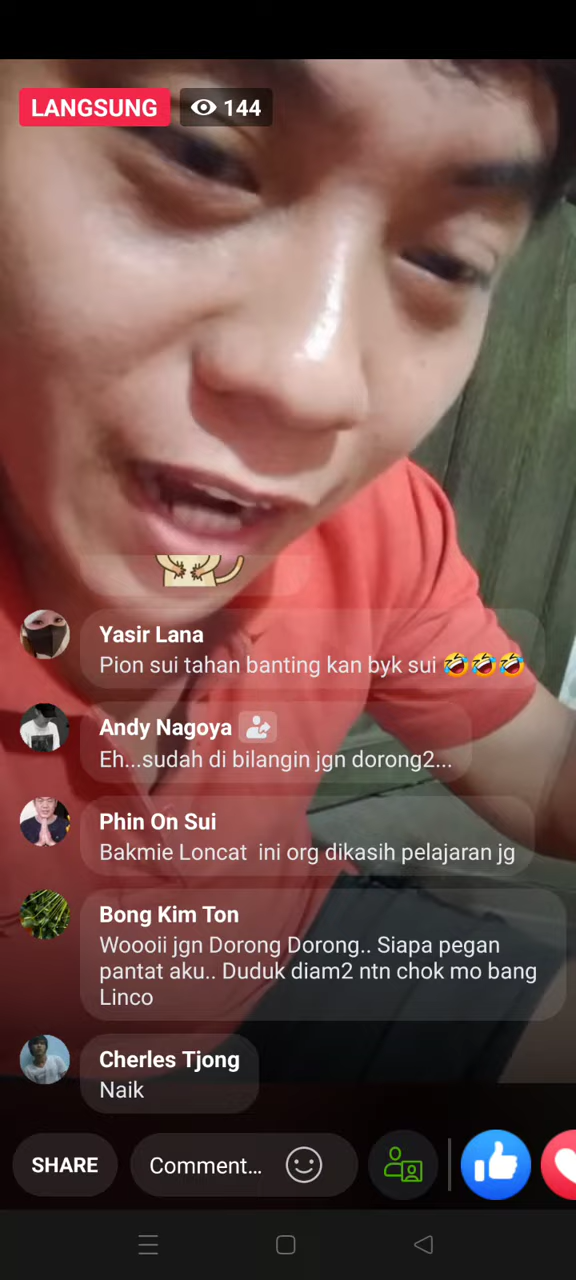 LANGSUNG 144
Yasir Lana
Pion sui tahan banting kan byk sui 🤣🤣🤣
Andy Nagoya
Eh...sudah di bilangin jgn dorong2...
Phin On Sui
Bakmie Loncat  ini org dikasih pelajaran jg
Bong Kim Ton
Woooii jgn Dorong Dorong.. Siapa pegan
pantat aku.. Duduk diam2 ntn chok mo bang
Linco
Cherles Tjong
Naik
SHARE Comment...